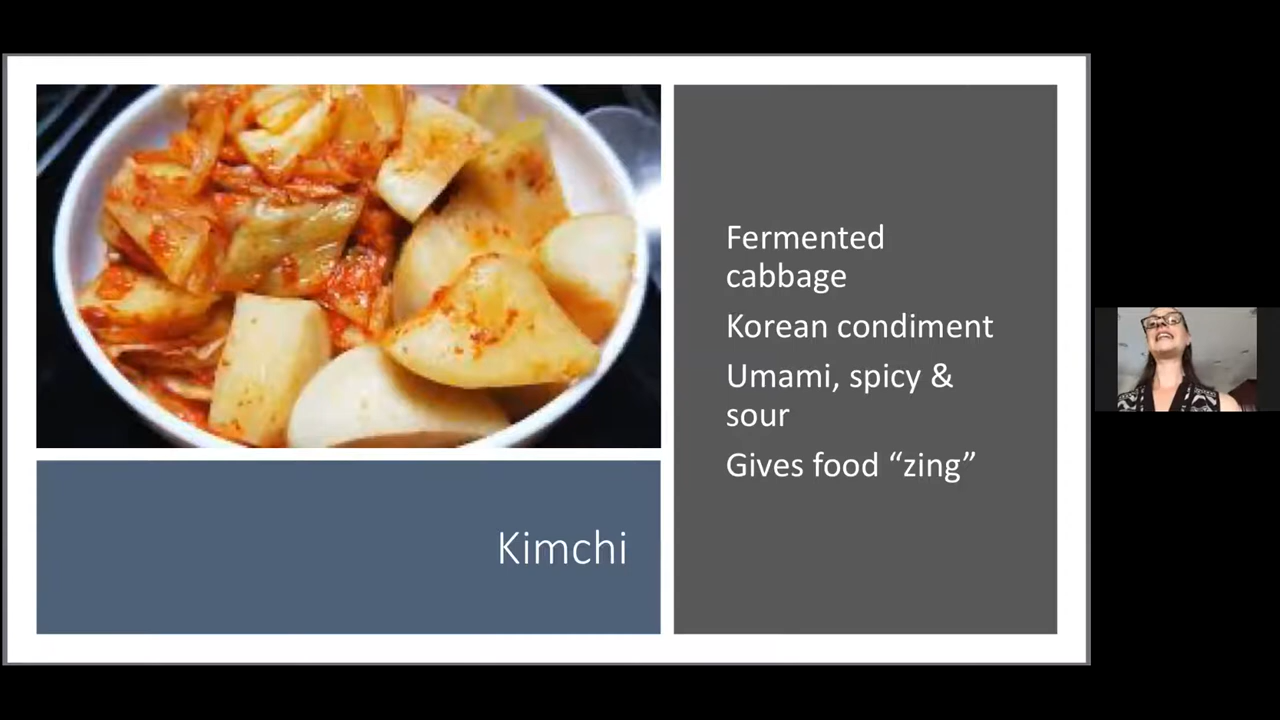 Fermented
cabbage
Korean condiment
Umami, spicy &
sour
Gives food “zing”
Kimchi